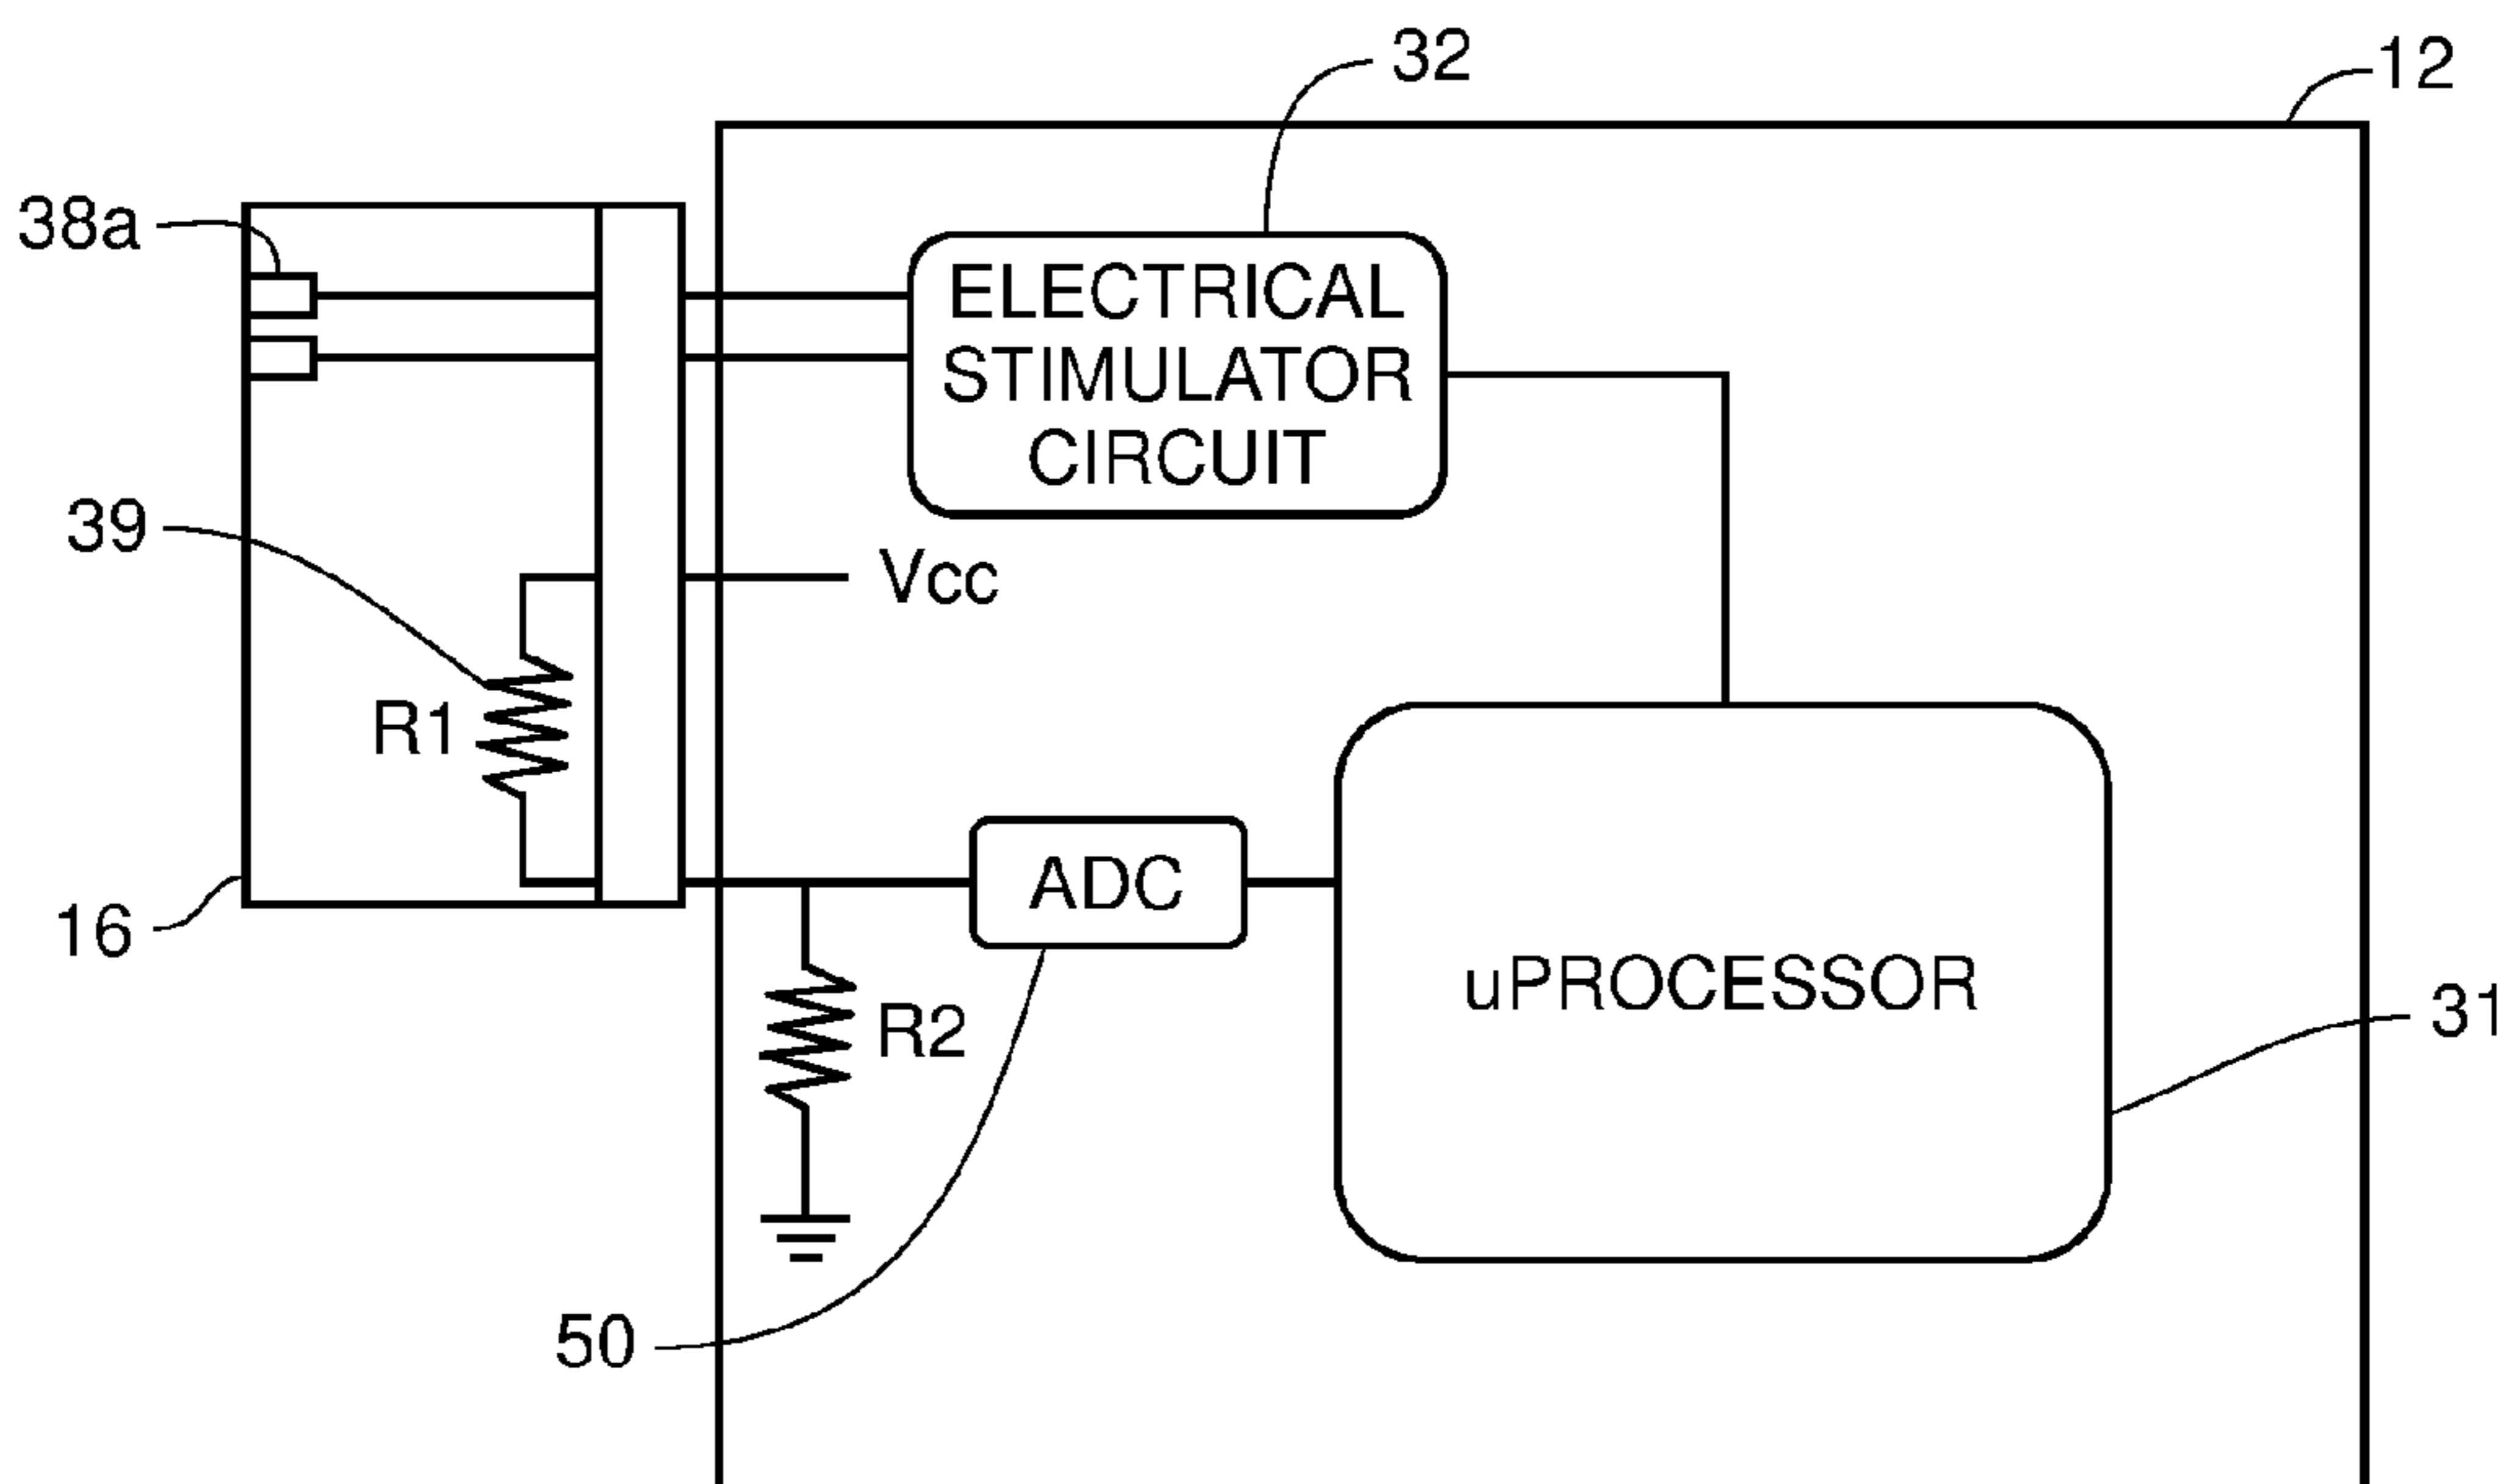 32
12
38a
ELECTRICAL
STIMULATOR
CIRCUIT
39
Vcc
R1
ADC
16
uPROCESSOR
R2
31
50